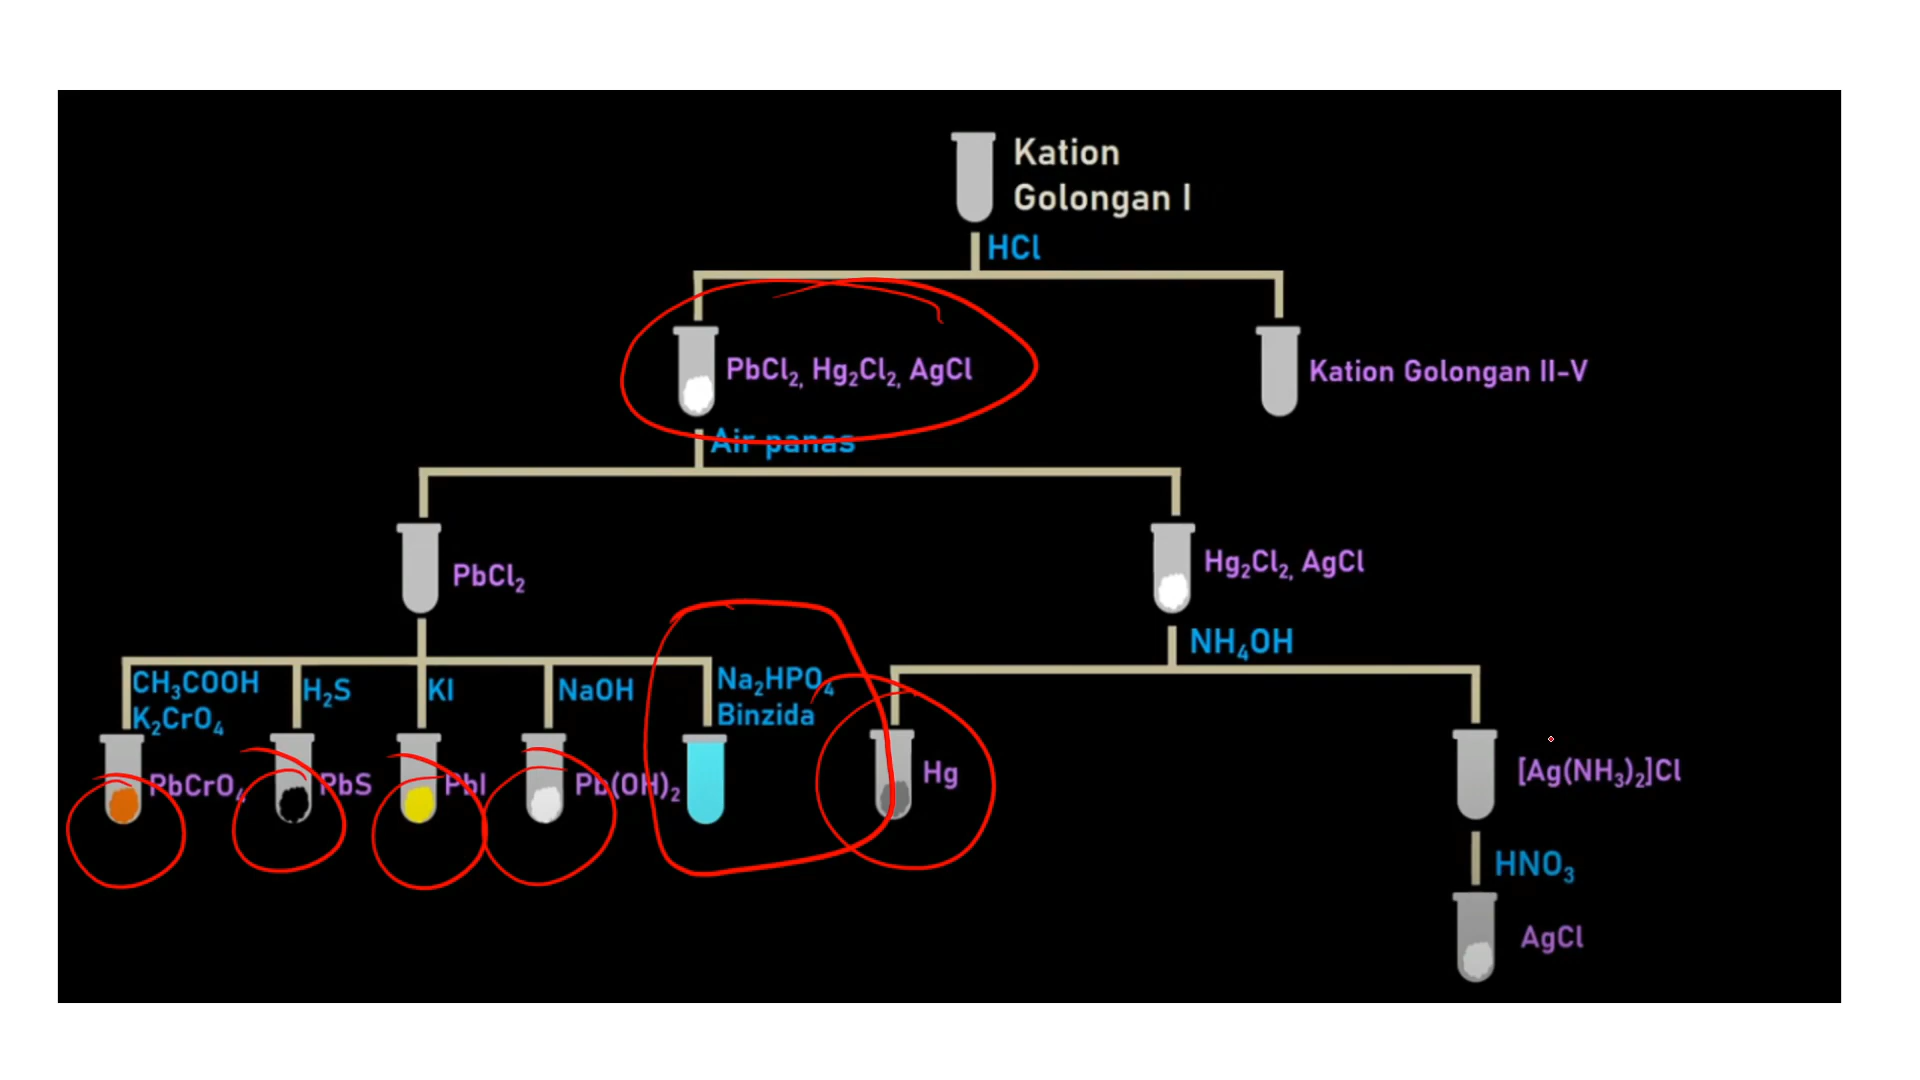 Kation
Golongan I
HCl
PbCl₂, Hg₂Cl₂, AgCl
Kation Golongan II-V
Air panas
PbCl₂
Hg₂Cl₂, AgCl
NH₄OH
CH₃COOH
K₂CrO₄
H₂S
KI
NaOH
Na₂HPO₄
Binzida
PbCrO₄
PbS
PbI
Pb(OH)₂
Hg
[Ag(NH₃)₂]Cl
HNO₃
AgCl